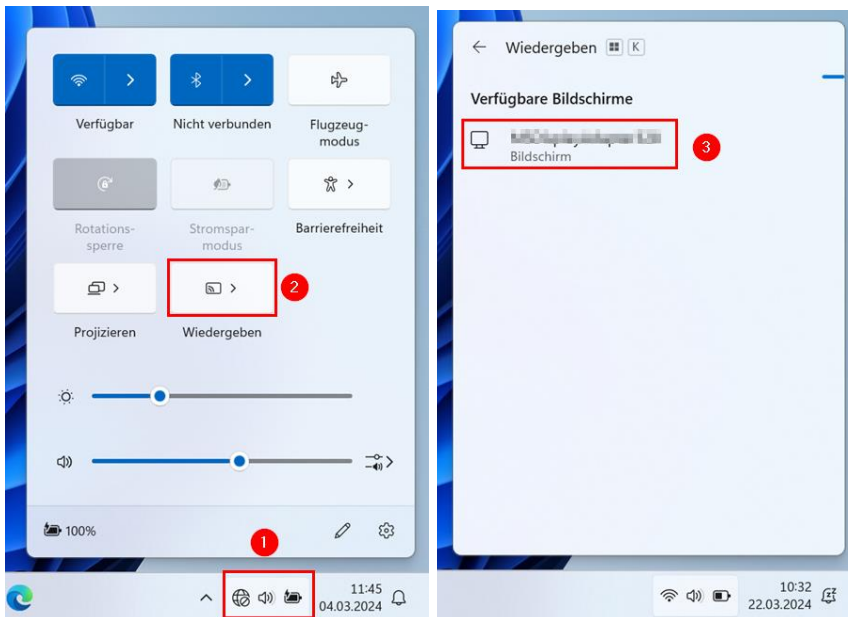 Verfügbar
Nicht verbunden
Flugzeug-
modus
Rotations-
sperre
Stromspar-
modus
Barrierefreiheit
Projizieren
Wiedergeben
2
100%
1
11:45
04.03.2024
Wiedergeben K
Verfügbare Bildschirme
Bildschirm
3
10:32
22.03.2024